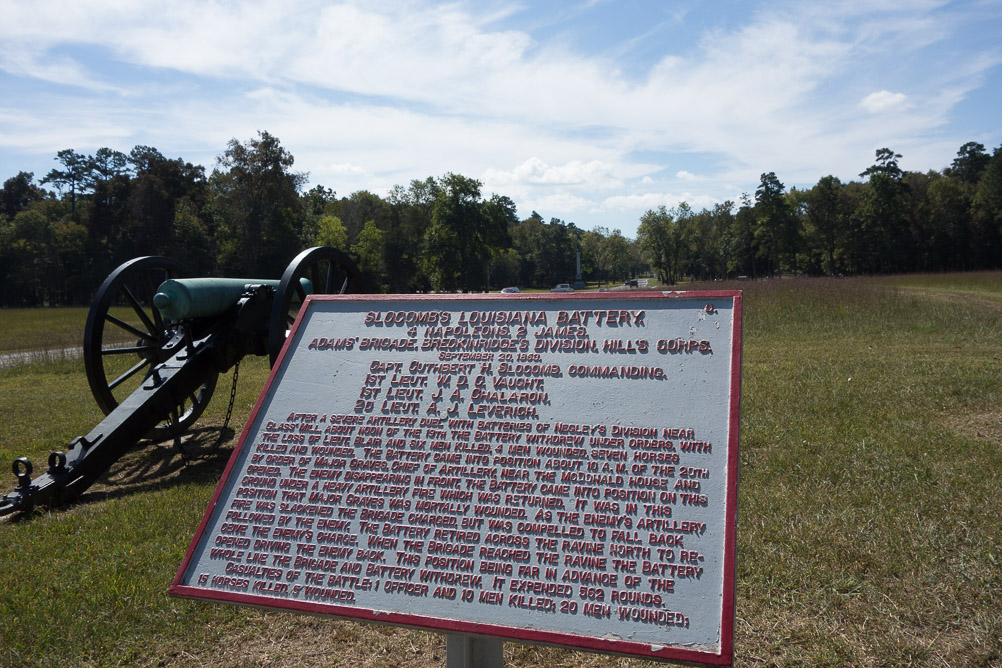 SLOCOMB'S LOUISIANA BATTERY.
4 NAPOLEONS, 2 JAMES.
ADAMS' BRIGADE, BRECKINRIDGE'S DIVISION, HILL'S CORPS.
SEPTEMBER 20, 1863.
CAPT. CUTHBERT H. SLOCOMB, COMMANDING,
1ST LIEUT. W. C. D. VAUGHT,
1ST LIEUT. J. A. CHALARON,
2D LIEUT. A. J. LEVERICH.
AFTER A SEVERE ARTILLERY DUEL WITH BATTERIES OF NEGLEY'S DIVISION NEAR
GLASS' MILL ABOUT NOON OF THE 19TH THE BATTERY WITHDREW UNDER ORDERS, WITH
THE LOSS OF LIEUT. BLAIR AND SIX MEN KILLED, 4 MEN WOUNDED, SEVEN HORSES
KILLED AND WOUNDED. THE BATTERY CAME INTO POSITION ABOUT 10 A.M. OF THE 20TH
BY ORDER OF MAJOR GRAVES, CHIEF OF ARTILLERY, NEAR THE MCDONALD HOUSE AND
OPENED. THE ENEMY DISAPPEARING IN FRONT, THE BATTERY CAME INTO POSITION ON THIS
GROUND UNDER A HEAVY ARTILLERY FIRE WHICH WAS RETURNED. IT WAS IN THIS
POSITION THAT MAJOR GRAVES WAS MORTALLY WOUNDED. AS THE ENEMY'S ARTILLERY
FIRE WAS SLACKENED THE BRIGADE CHARGED, BUT WAS COMPELLED TO FALL BACK
FOLLOWED BY THE ENEMY. THE BATTERY RETIRED ACROSS THE RAVINE NORTH TO RE-
CEIVE THE ENEMY'S CHARGE. WHEN THE BRIGADE REACHED THE RAVINE THE BATTERY
OPENED DRIVING THE ENEMY BACK. THIS POSITION BEING FAR IN ADVANCE OF THE
WHOLE LINE THE BRIGADE AND BATTERY WITHDREW. IT EXPENDED 562 ROUNDS.
CASUALTIES OF THE BATTLE: 1 OFFICER AND 10 MEN KILLED; 20 MEN WOUNDED;
15 HORSES KILLED, WOUNDED.